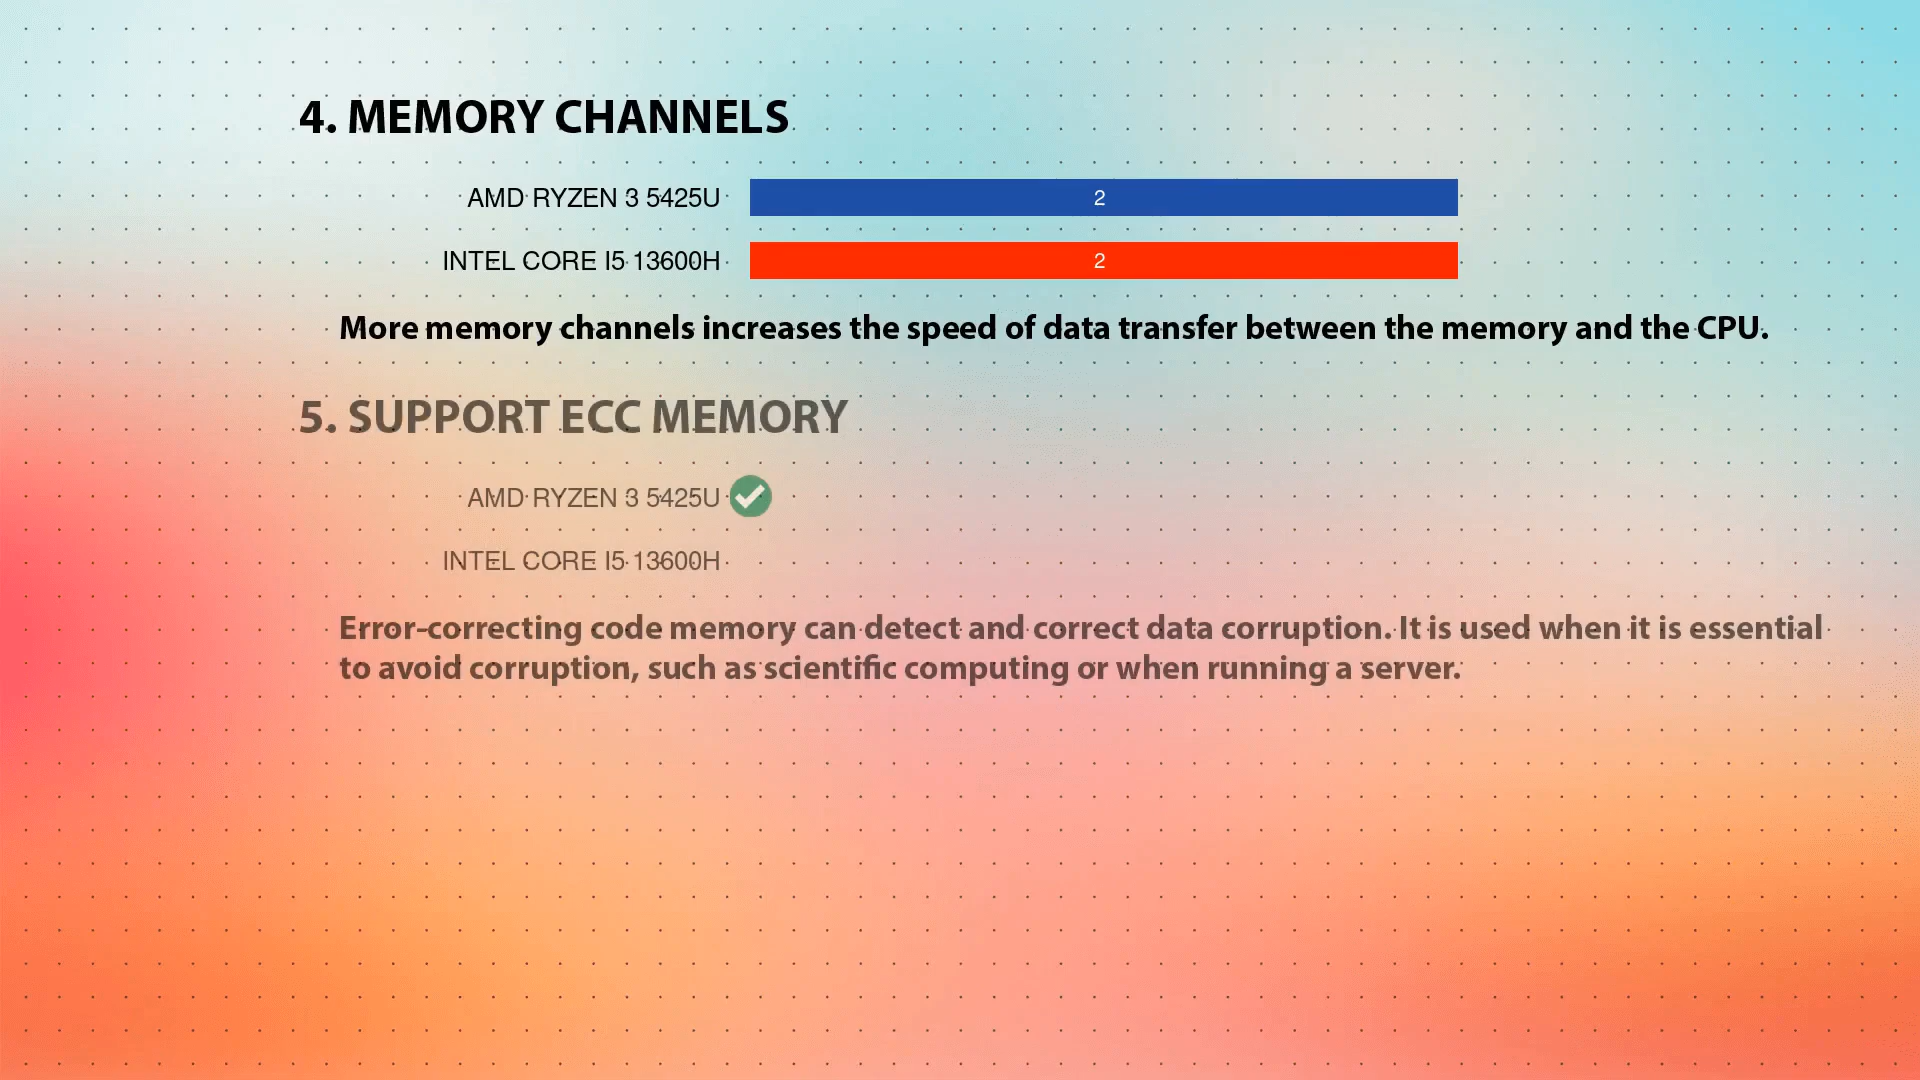 4. MEMORY CHANNELS
AMD RYZEN 3 5425U
2
INTEL CORE I5 13600H
2
More memory channels increases the speed of data transfer between the memory and the CPU.
5. SUPPORT ECC MEMORY
AMD RYZEN 3 5425U
INTEL CORE I5 13600H
Error-correcting code memory can detect and correct data corruption. It is used when it is essential
to avoid corruption, such as scientific computing or when running a server.